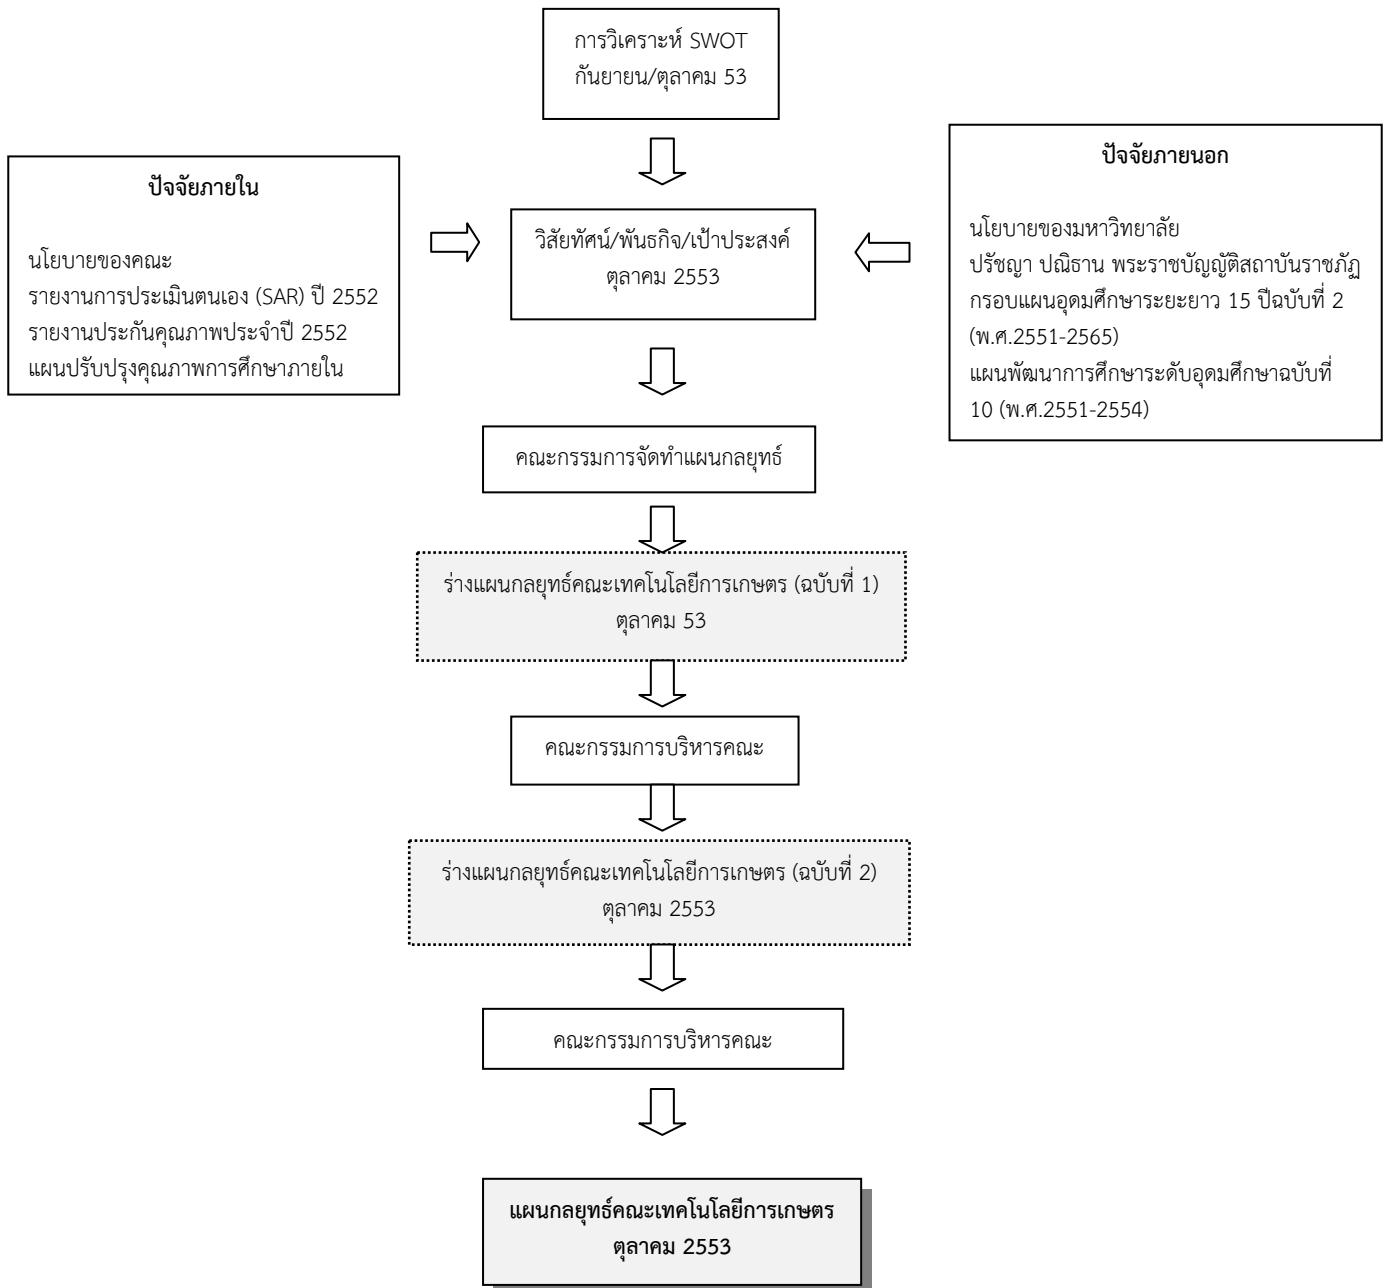 การวิเคราะห์ SWOT
กันยายน/ตุลาคม 53
ปัจจัยภายใน
นโยบายของคณะ
รายงานการประเมินตนเอง (SAR) ปี 2552
รายงานประกันคุณภาพประจำปี 2552
แผนปรับปรุงคุณภาพการศึกษาภายใน
วิสัยทัศน์/พันธกิจ/เป้าประสงค์
ตุลาคม 2553
ปัจจัยภายนอก
นโยบายของมหาวิทยาลัย
ปรัชญา ปณิธาน พระราชบัญญัติสถาบันราชภัฏ
กรอบแผนอุดมศึกษาระยะยาว 15 ปีฉบับที่ 2
(พ.ศ.2551-2565)
แผนพัฒนาการศึกษาระดับอุดมศึกษาฉบับที่
10 (พ.ศ.2551-2554)
คณะกรรมการจัดทำแผนกลยุทธ์
ร่างแผนกลยุทธ์คณะเทคโนโลยีการเกษตร (ฉบับที่ 1)
ตุลาคม 53
คณะกรรมการบริหารคณะ
ร่างแผนกลยุทธ์คณะเทคโนโลยีการเกษตร (ฉบับที่ 2)
ตุลาคม 2553
คณะกรรมการบริหารคณะ
แผนกลยุทธ์คณะเทคโนโลยีการเกษตร
ตุลาคม 2553